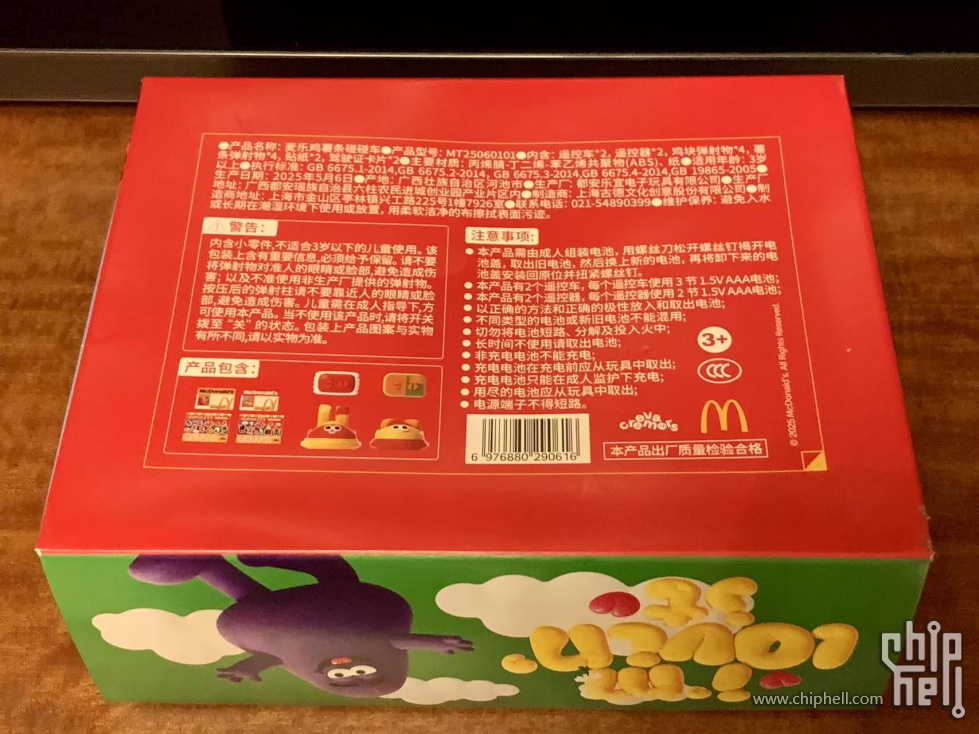 ●产品名称: 麦乐鸡薯条碰碰车●产品型号: MT25060101●内含: 遥控车*2, 遥控器*2, 鸡块弹射物*4, 薯
条弹射物*4, 贴纸*2, 驾驶证卡片*2●主要材质: 丙烯腈-丁二烯-苯乙烯共聚物(ABS)、纸●适用年龄: 3岁
以上●执行标准: GB 6675.1-2014,GB 6675.2-2014, GB 6675.3-2014,GB 6675.4-2014, GB 19865-2005●
生产日期: 2025年5月6日●产地: 广西壮族自治区河池市●生产厂: 都安乐宜电子玩具有限公司●生产厂
地址: 广西都安瑶族自治县六柱农民进城创业园产业片区内●制造商: 上海古德文化创意股份有限公司●制
造商地址: 上海市金山区亭林镇兴工路225号1幢7926室●联系电话: 021-54890399●维护保养: 避免入水
或长期在潮湿环境下使用或放置, 用柔软洁净的布擦拭表面污迹。
警告:
内含小零件,不适合3岁以下的儿童使用。该
包装上含有重要信息,必须给予保留。请不要
将弹射物对准人的眼睛或脸部,避免造成伤
害; 以及不准使用非生产厂提供的弹射物。
按压后的弹射柱请不要靠近人的眼睛或脸
部, 避免造成伤害。儿童需在成人指导下,方
可使用本产品。当不使用该产品时,请将开关
拨至“关”的状态。包装上产品图案与实物
有所不同,请以实物为准。
注意事项:
● 本产品需由成人组装电池, 用螺丝刀松开螺丝钉揭开电
池盖, 取出旧电池, 然后换上新的电池, 再将卸下来的电
池盖安装回原位并扭紧螺丝钉。
● 本产品有2个遥控车, 每个遥控车使用 3 节 1.5V AAA电池;
● 本产品有2个遥控器, 每个遥控器使用 2 节 1.5V AAA电池;
● 以正确的方法和正确的极性放入和取出电池;
● 不同类型的电池或新旧电池不能混用;
● 切勿将电池短路、分解及投入火中;
● 长时间不使用请取出电池;
● 非充电电池不能充电;
● 充电电池在充电前应从玩具中取出;
● 充电电池只能在成人监护下充电;
● 用尽的电池应从玩具中取出;
● 电源端子不得短路。
3+
CCC
产品包含:
McDonald's
McDonald's
6 976880 290616
eva cremers
本产品出厂质量检验合格
© 2025 McDonald's. All Rights Reserved.
chip
hell
www.chiphell.com